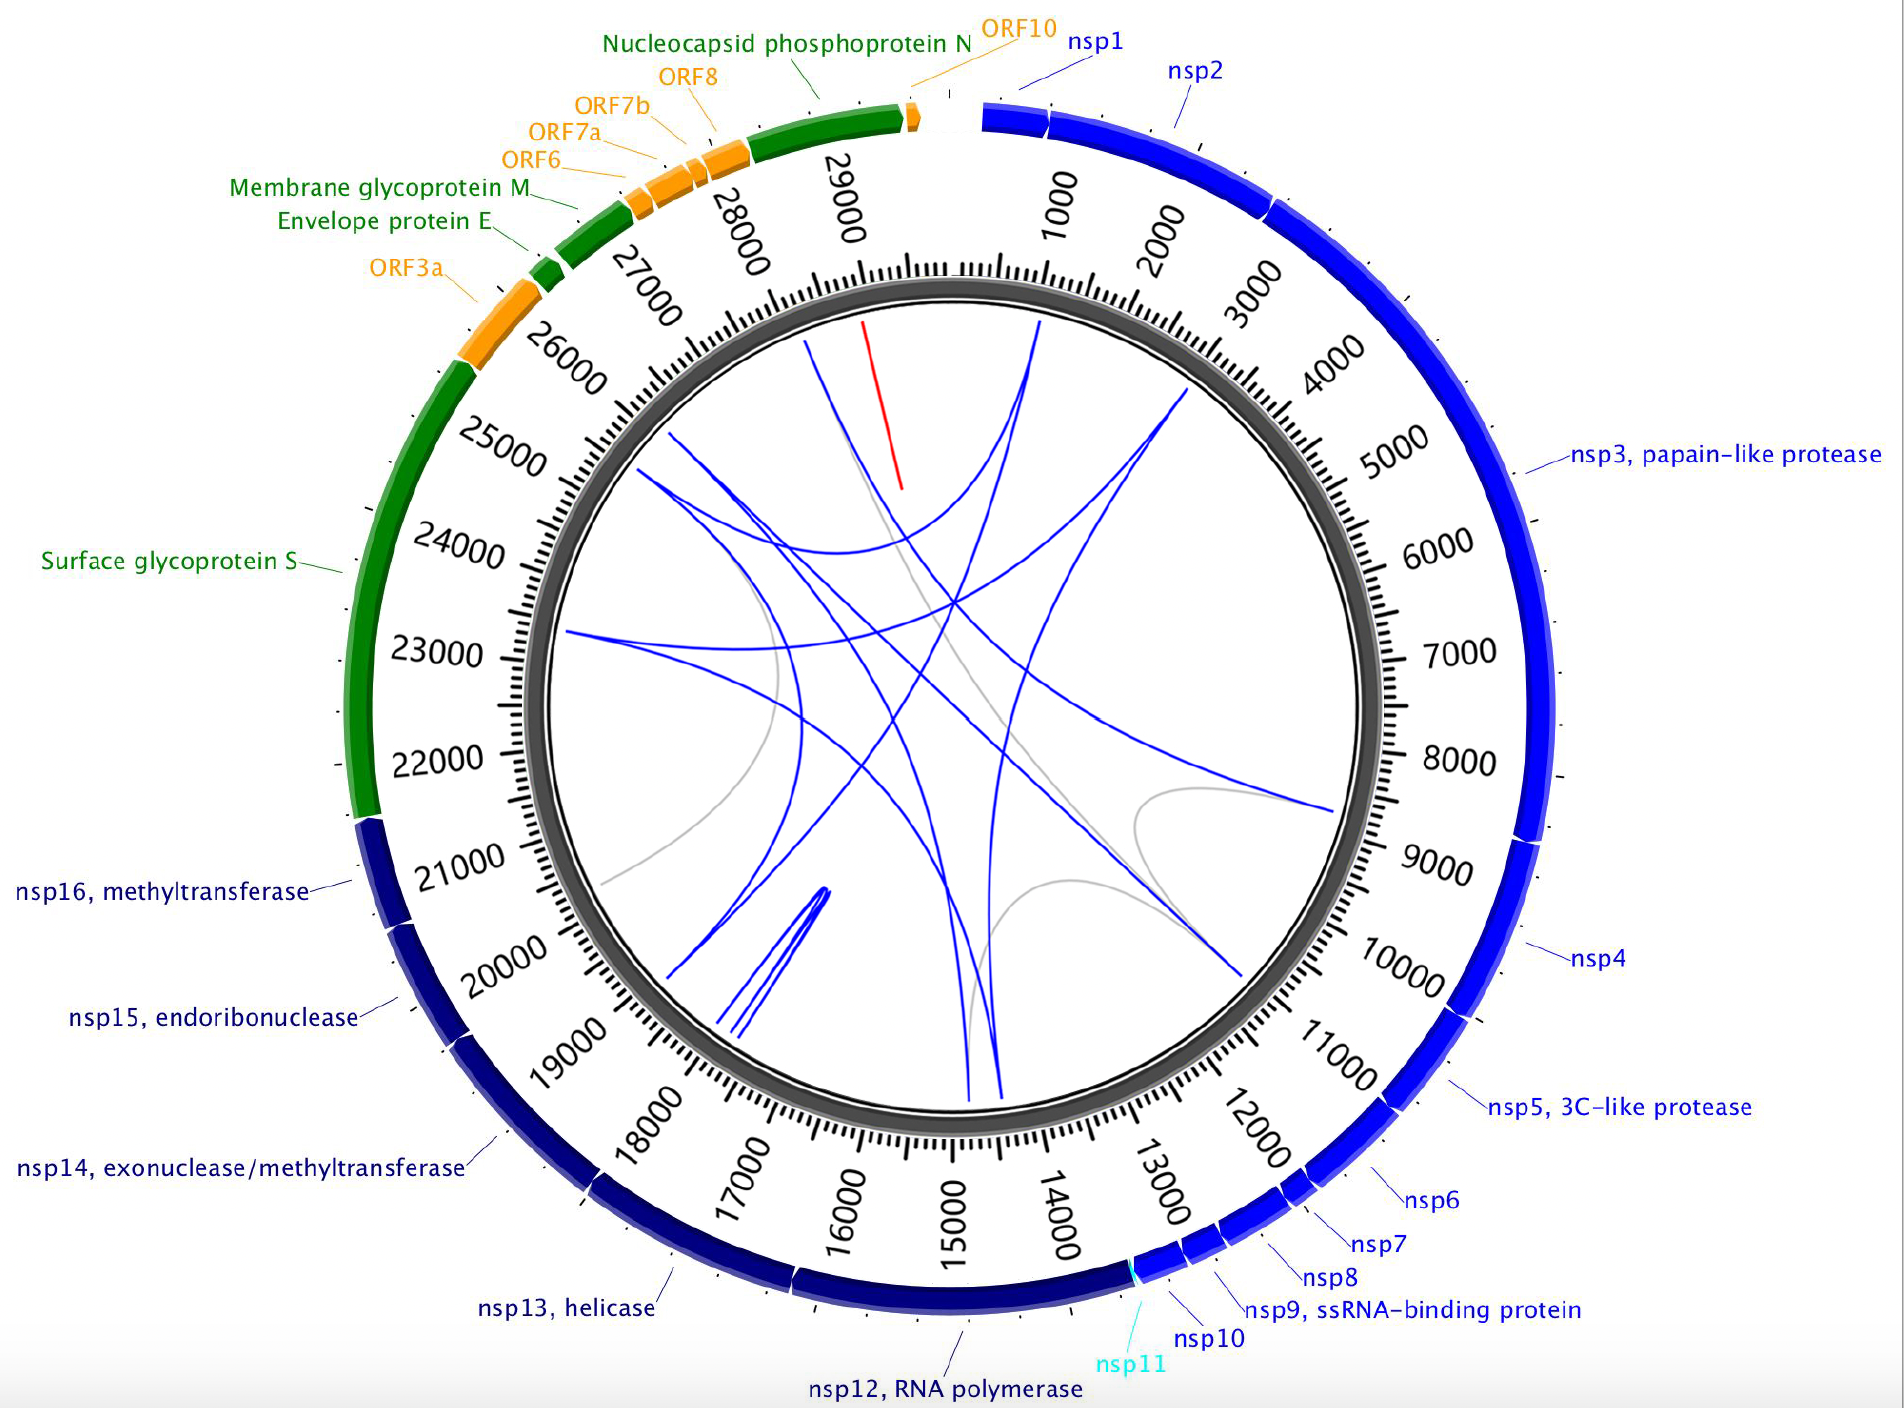 Nucleocapsid phosphoprotein N
ORF10
nsp1
nsp2
ORF8
ORF7b
ORF7a
ORF6
Membrane glycoprotein M
Envelope protein E
ORF3a
Surface glycoprotein S
nsp16, methyltransferase
nsp15, endoribonuclease
nsp14, exonuclease/methyltransferase
nsp13, helicase
nsp12, RNA polymerase
nsp11
nsp10
nsp9, ssRNA-binding protein
nsp8
nsp7
nsp6
nsp5, 3C-like protease
nsp4
nsp3, papain-like protease
1000
2000
3000
4000
5000
6000
7000
8000
9000
10000
11000
12000
13000
14000
15000
16000
17000
18000
19000
20000
21000
22000
23000
24000
25000
26000
27000
28000
29000